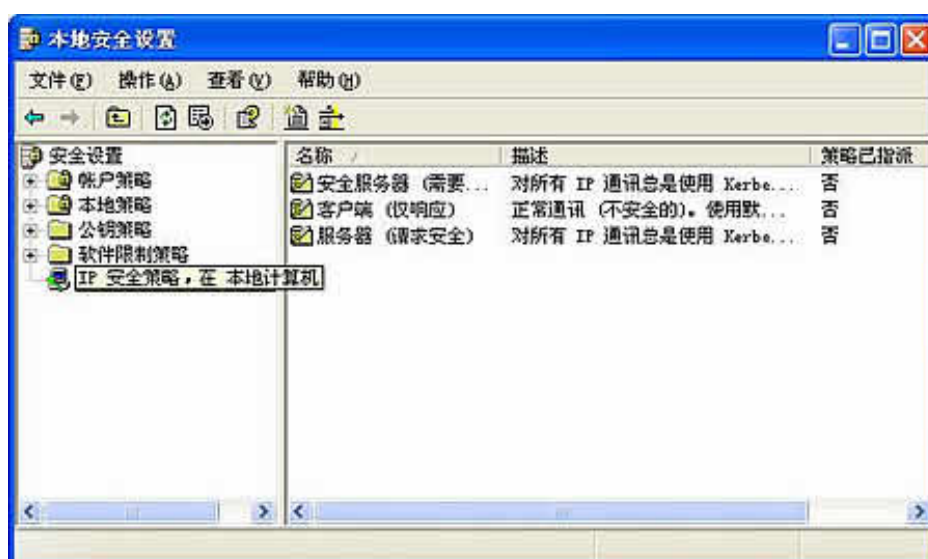 本地安全设置
文件(F) 操作(A) 查看(V) 帮助(H)
安全设置
帐户策略
本地策略
公钥策略
软件限制策略
IP 安全策略，在 本地计算机
名称 描述 策略已指派
安全服务器 (需要... 对所有 IP 通讯总是使用 Kerbe... 否
客户端 (仅响应) 正常通讯 (不安全的)。使用默... 否
服务器 (请求安全) 对所有 IP 通讯总是使用 Kerbe... 否